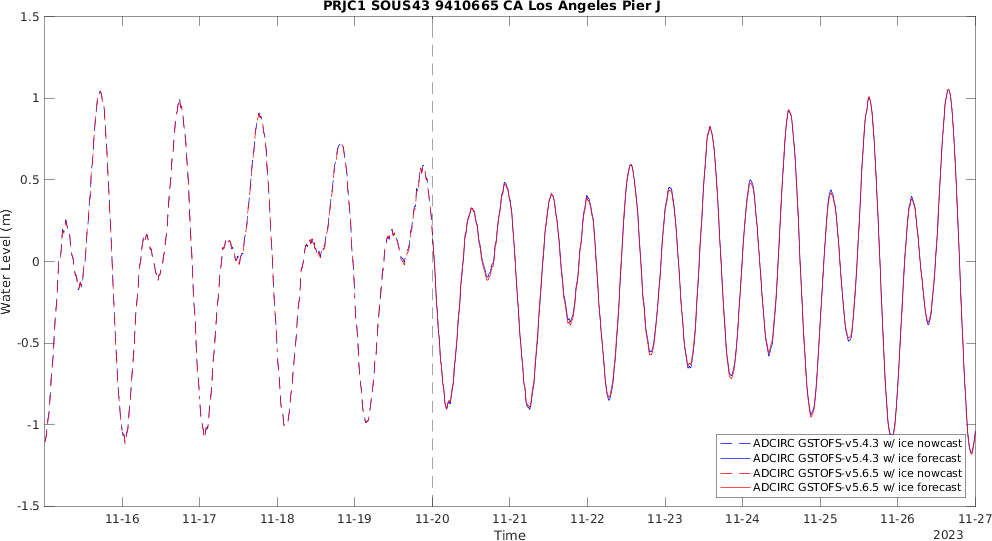 PRJC1 SOUS43 9410665 CA Los Angeles Pier J
1.5
1
0.5
0
-0.5
-1
-1.5
Water Level (m)
ADCIRC GSTOFS-v5.4.3 w/ ice nowcast
ADCIRC GSTOFS-v5.4.3 w/ ice forecast
ADCIRC GSTOFS-v5.6.5 w/ ice nowcast
ADCIRC GSTOFS-v5.6.5 w/ ice forecast
11-16 11-17 11-18 11-19 11-20 11-21 11-22 11-23 11-24 11-25 11-26 11-27
Time
2023